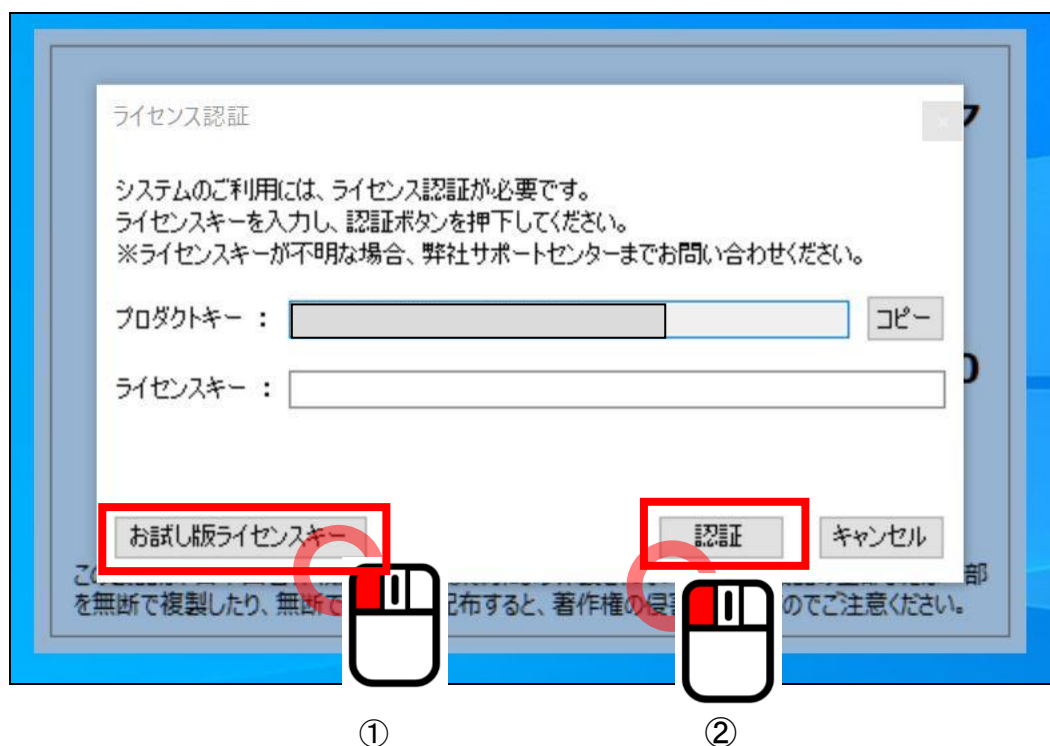 ライセンス認証
システムのご利用には、ライセンス認証が必要です。
ライセンスキーを入力し、認証ボタンを押下してください。
※ライセンスキーが不明な場合、弊社サポートセンターまでお問い合わせください。
プロダクトキー : コピー
ライセンスキー :
お試し版ライセンスキー 認証 キャンセル
部
を無断で複製したり、無断で 配布すると、著作権の侵害 のでご注意ください。
① ②